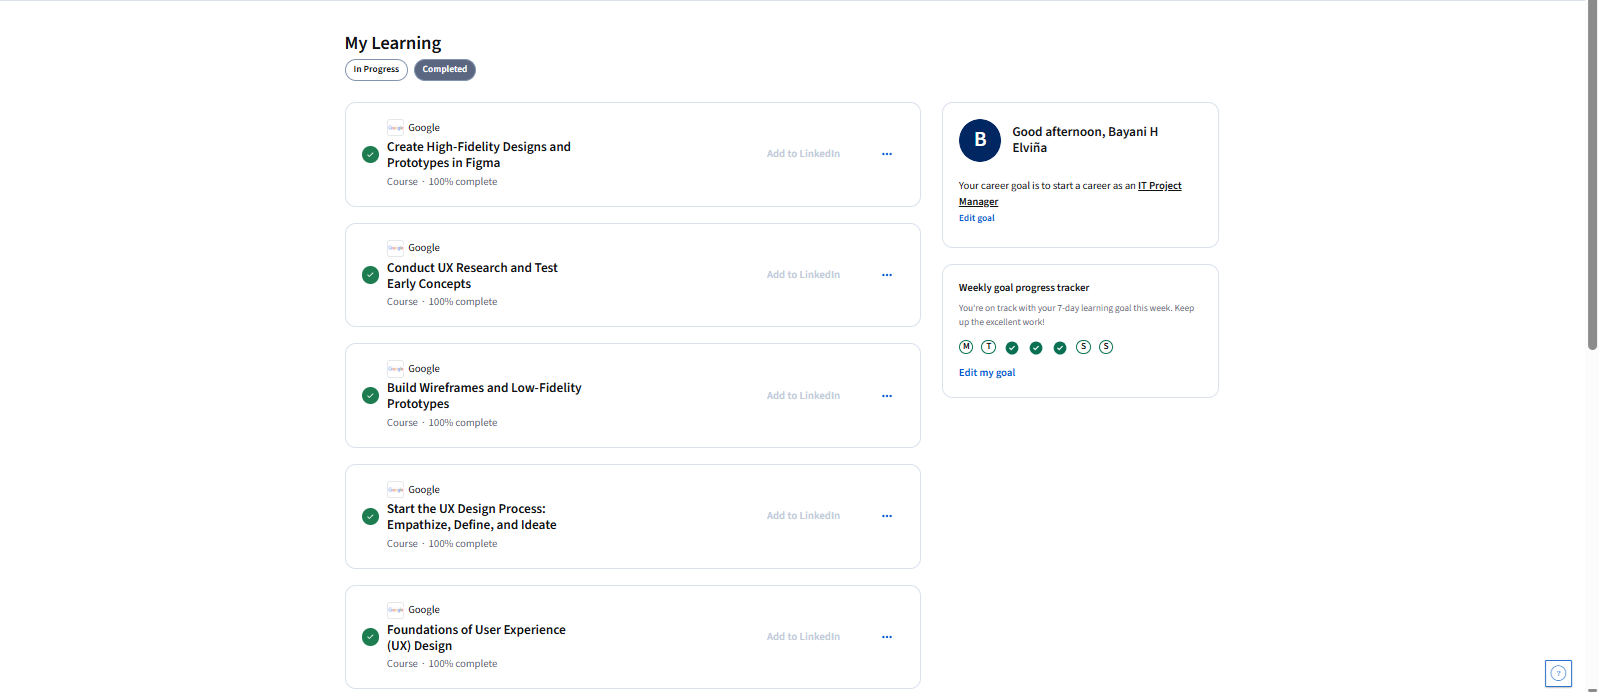 My Learning
In Progress
Completed
Google
Create High-Fidelity Designs and
Prototypes in Figma
Course · 100% complete
Add to LinkedIn
Google
Conduct UX Research and Test
Early Concepts
Course · 100% complete
Add to LinkedIn
Google
Build Wireframes and Low-Fidelity
Prototypes
Course · 100% complete
Add to LinkedIn
Google
Start the UX Design Process:
Empathize, Define, and Ideate
Course · 100% complete
Add to LinkedIn
Google
Foundations of User Experience
(UX) Design
Course · 100% complete
Add to LinkedIn
B
Good afternoon, Bayani H
Elviña
Your career goal is to start a career as an IT Project
Manager
Edit goal
Weekly goal progress tracker
You're on track with your 7-day learning goal this week. Keep
up the excellent work!
M T S S
Edit my goal
?